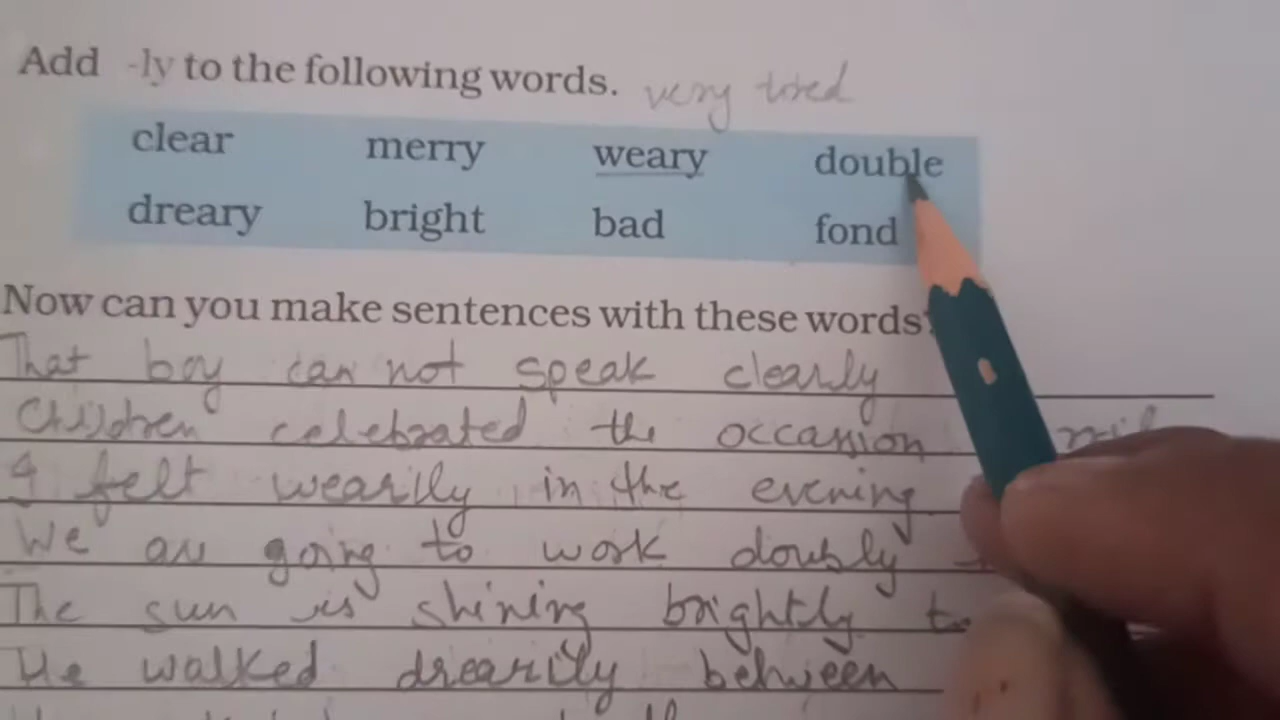 Add -ly to the following words. very tired
clear merry weary double
dreary bright bad fond
Now can you make sentences with these words
That boy can not speak clearly
Children celebrated the occassion
I felt wearily in the evening
We are going to work doubly
The sun is shining brightly
He walked drearily between